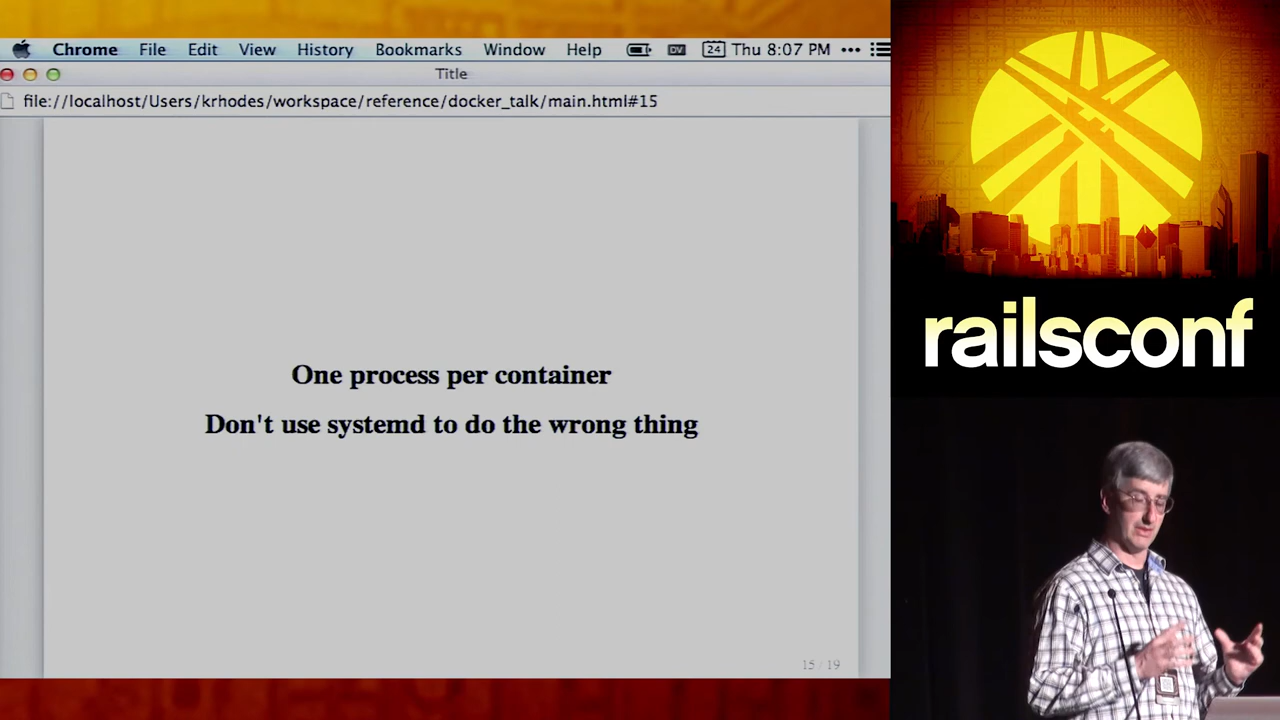 Chrome File Edit View History Bookmarks Window Help DV 24 Thu 8:07 PM
Title
file://localhost/Users/krhodes/workspace/reference/docker_talk/main.html#15
One process per container
Don't use systemd to do the wrong thing
15 / 19
railsconf